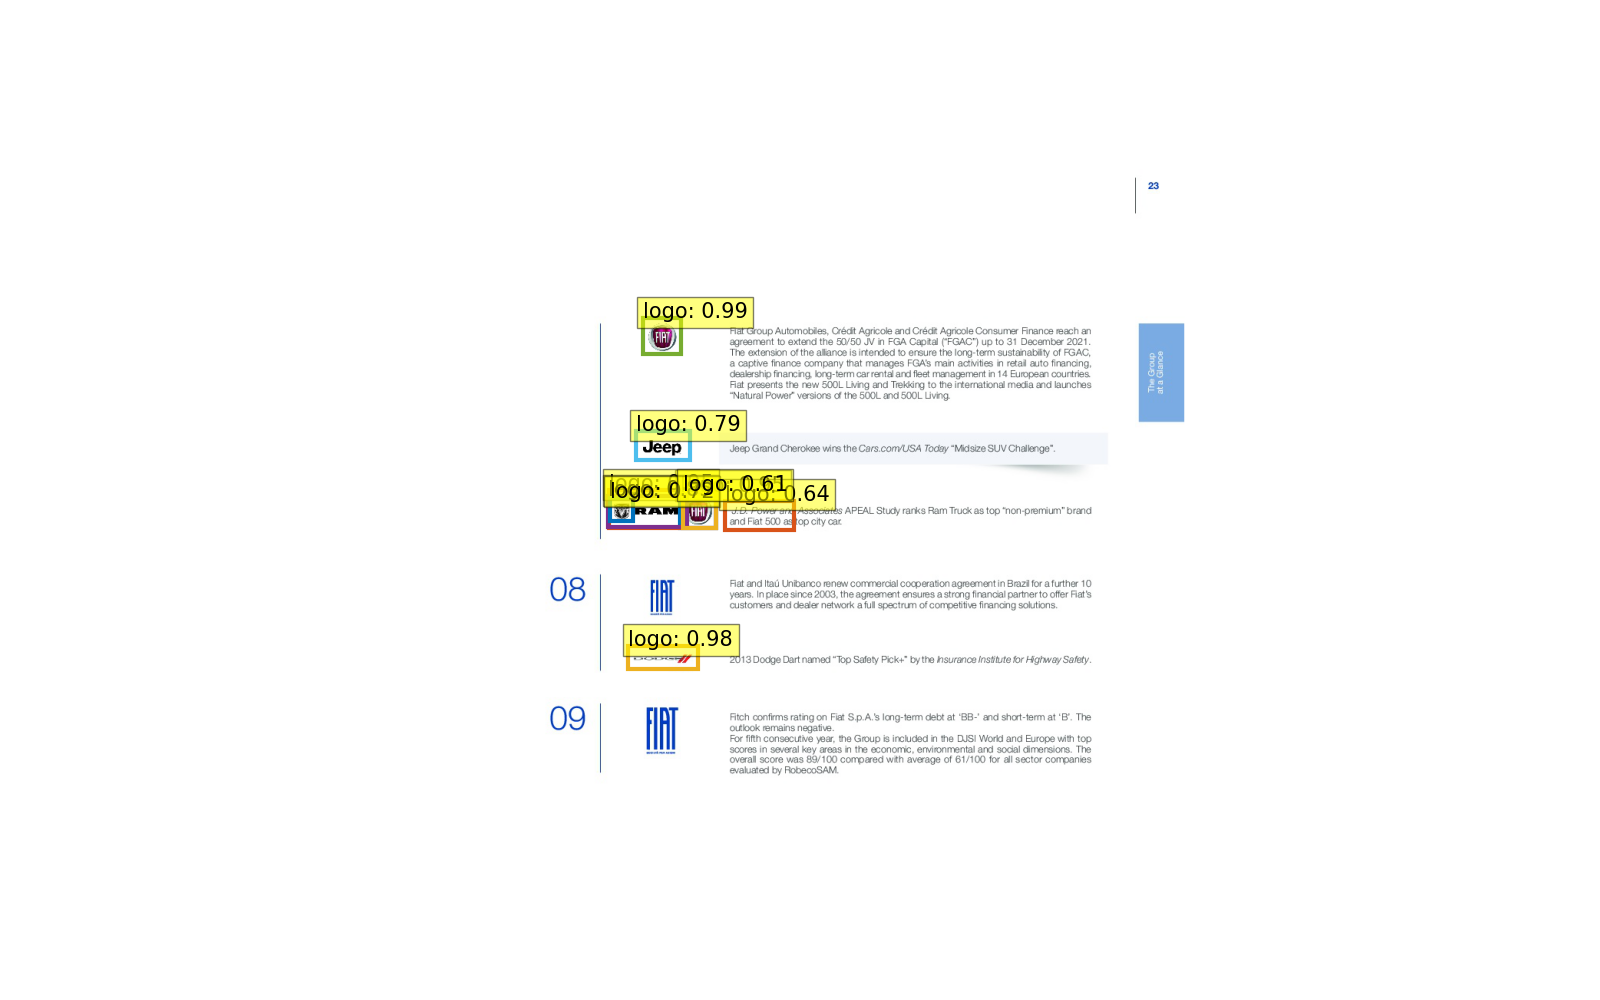 23
The Group
at a Glance
logo: 0.99
FIAT
Fiat Group Automobiles, Crédit Agricole and Crédit Agricole Consumer Finance reach an
agreement to extend the 50/50 JV in FGA Capital (“FGAC”) up to 31 December 2021.
The extension of the alliance is intended to ensure the long-term sustainability of FGAC,
a captive finance company that manages FGA’s main activities in retail auto financing,
dealership financing, long-term car rental and fleet management in 14 European countries.
Fiat presents the new 500L Living and Trekking to the international media and launches
“Natural Power” versions of the 500L and 500L Living.
logo: 0.79
Jeep
Jeep Grand Cherokee wins the Cars.com/USA Today “Midsize SUV Challenge”.
logo:
logo: 0.61
logo: 0.64
RAM
FIAT
J.D. Power and Associates APEAL Study ranks Ram Truck as top “non-premium” brand
and Fiat 500 as top city car.
08
FIAT
Fiat and Itaú Unibanco renew commercial cooperation agreement in Brazil for a further 10
years. In place since 2003, the agreement ensures a strong financial partner to offer Fiat’s
customers and dealer network a full spectrum of competitive financing solutions.
logo: 0.98
2013 Dodge Dart named “Top Safety Pick+” by the Insurance Institute for Highway Safety.
09
FIAT
Fitch confirms rating on Fiat S.p.A.’s long-term debt at ‘BB-’ and short-term at ‘B’. The
outlook remains negative.
For fifth consecutive year, the Group is included in the DJSI World and Europe with top
scores in several key areas in the economic, environmental and social dimensions. The
overall score was 89/100 compared with average of 61/100 for all sector companies
evaluated by RobecoSAM.